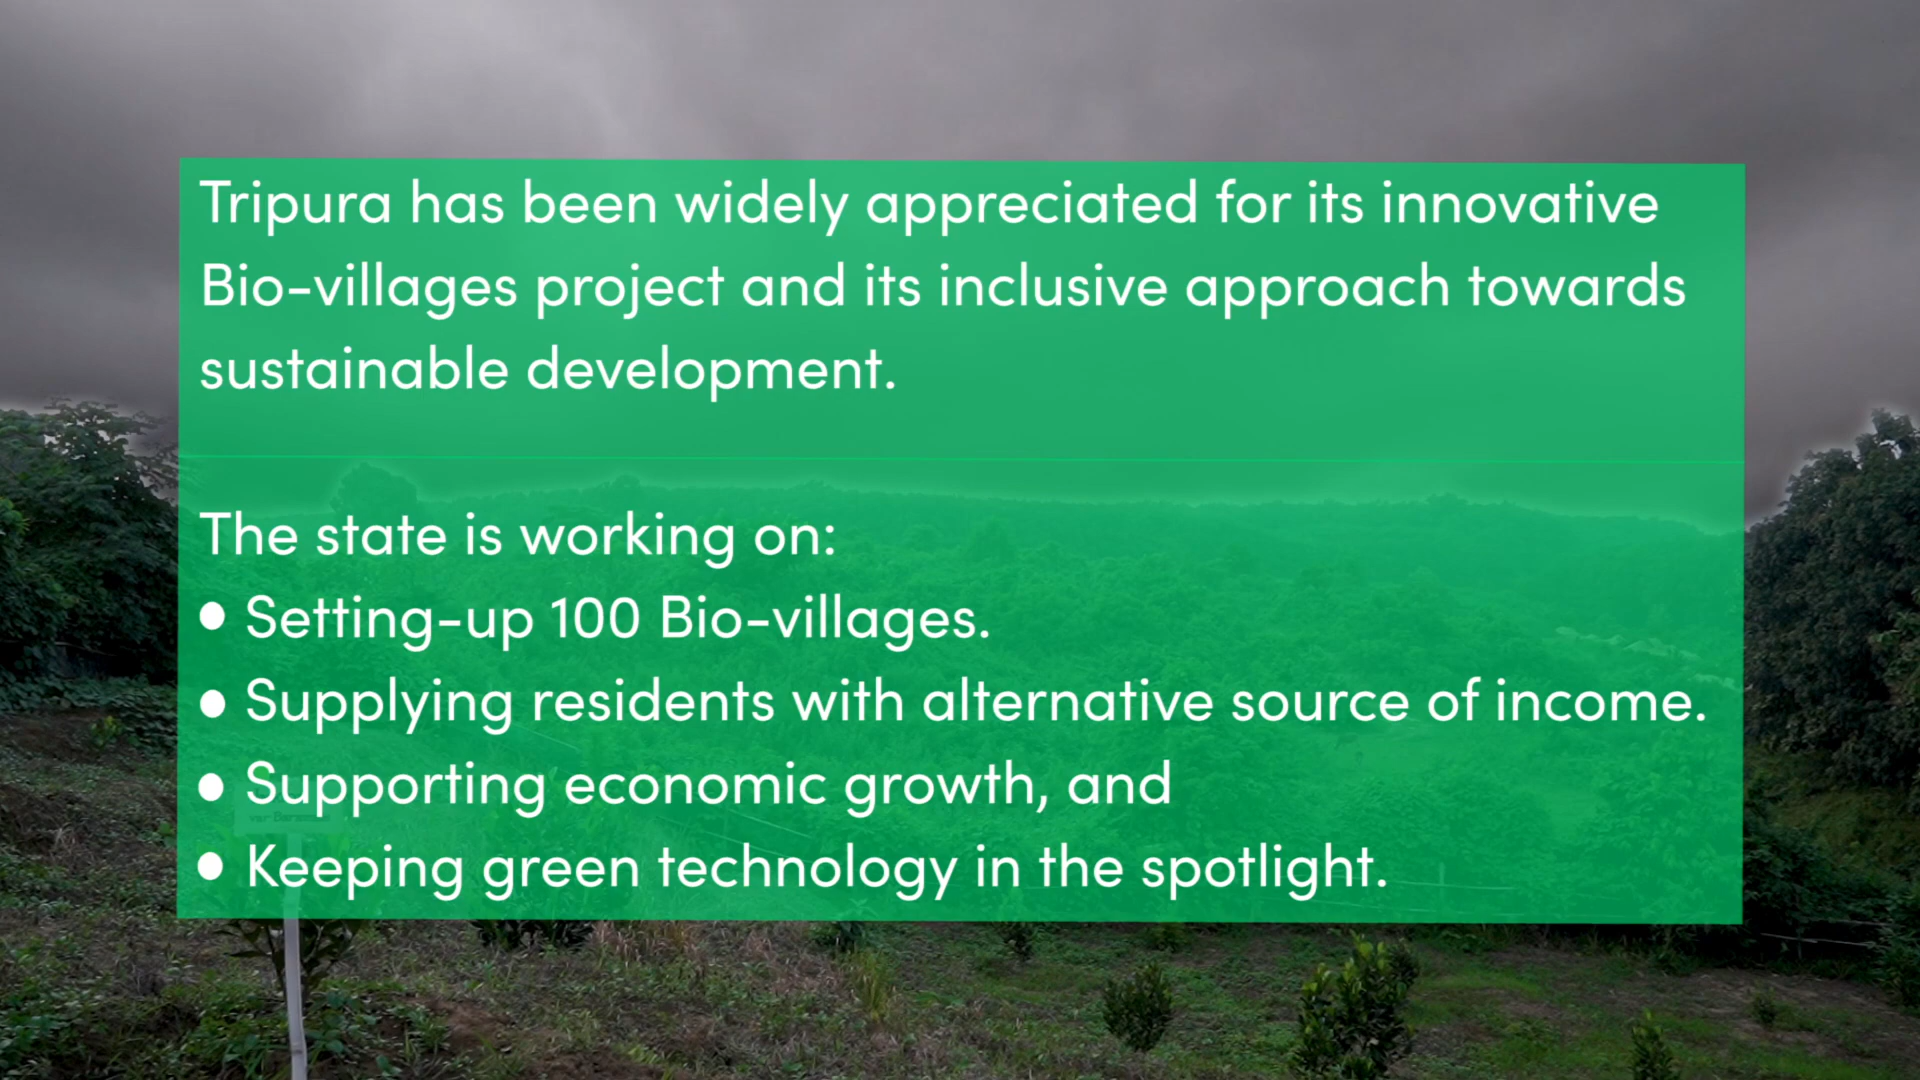 Tripura has been widely appreciated for its innovative
Bio-villages project and its inclusive approach towards
sustainable development.
The state is working on:
● Setting-up 100 Bio-villages.
● Supplying residents with alternative source of income.
● Supporting economic growth, and
● Keeping green technology in the spotlight.